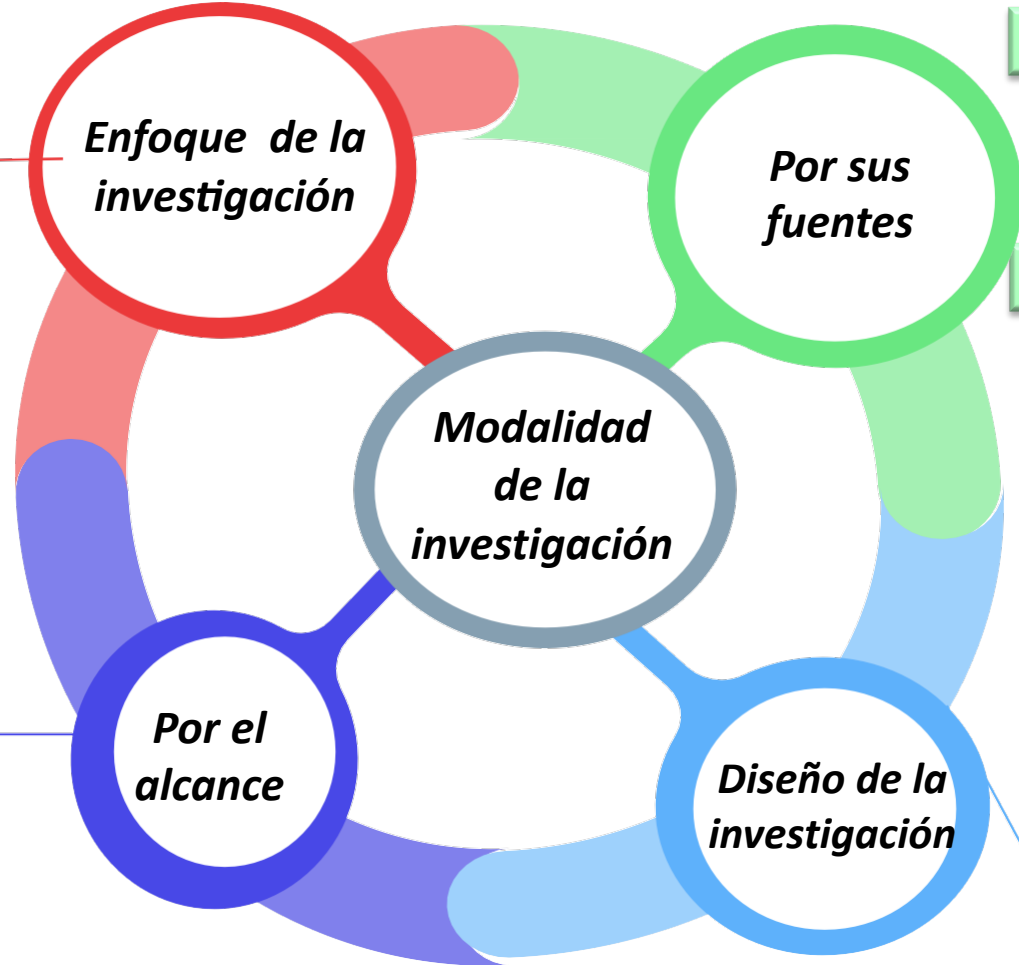 Enfoque de la
investigación
Por sus
fuentes
Modalidad
de la
investigación
Por el
alcance
Diseño de la
investigación